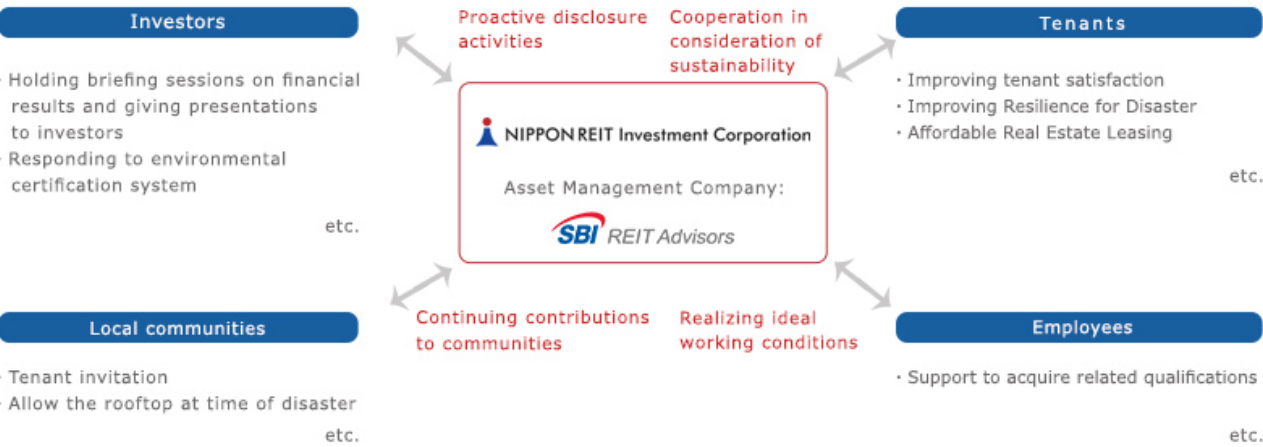 Investors
· Holding briefing sessions on financial
results and giving presentations
to investors
· Responding to environmental
certification system
etc.
Proactive disclosure
activities
Cooperation in
consideration of
sustainability
Tenants
· Improving tenant satisfaction
· Improving Resilience for Disaster
· Affordable Real Estate Leasing
etc.
NIPPON REIT Investment Corporation
Asset Management Company:
SBI REIT Advisors
Local communities
· Tenant invitation
· Allow the rooftop at time of disaster
etc.
Continuing contributions
to communities
Realizing ideal
working conditions
Employees
· Support to acquire related qualifications
etc.